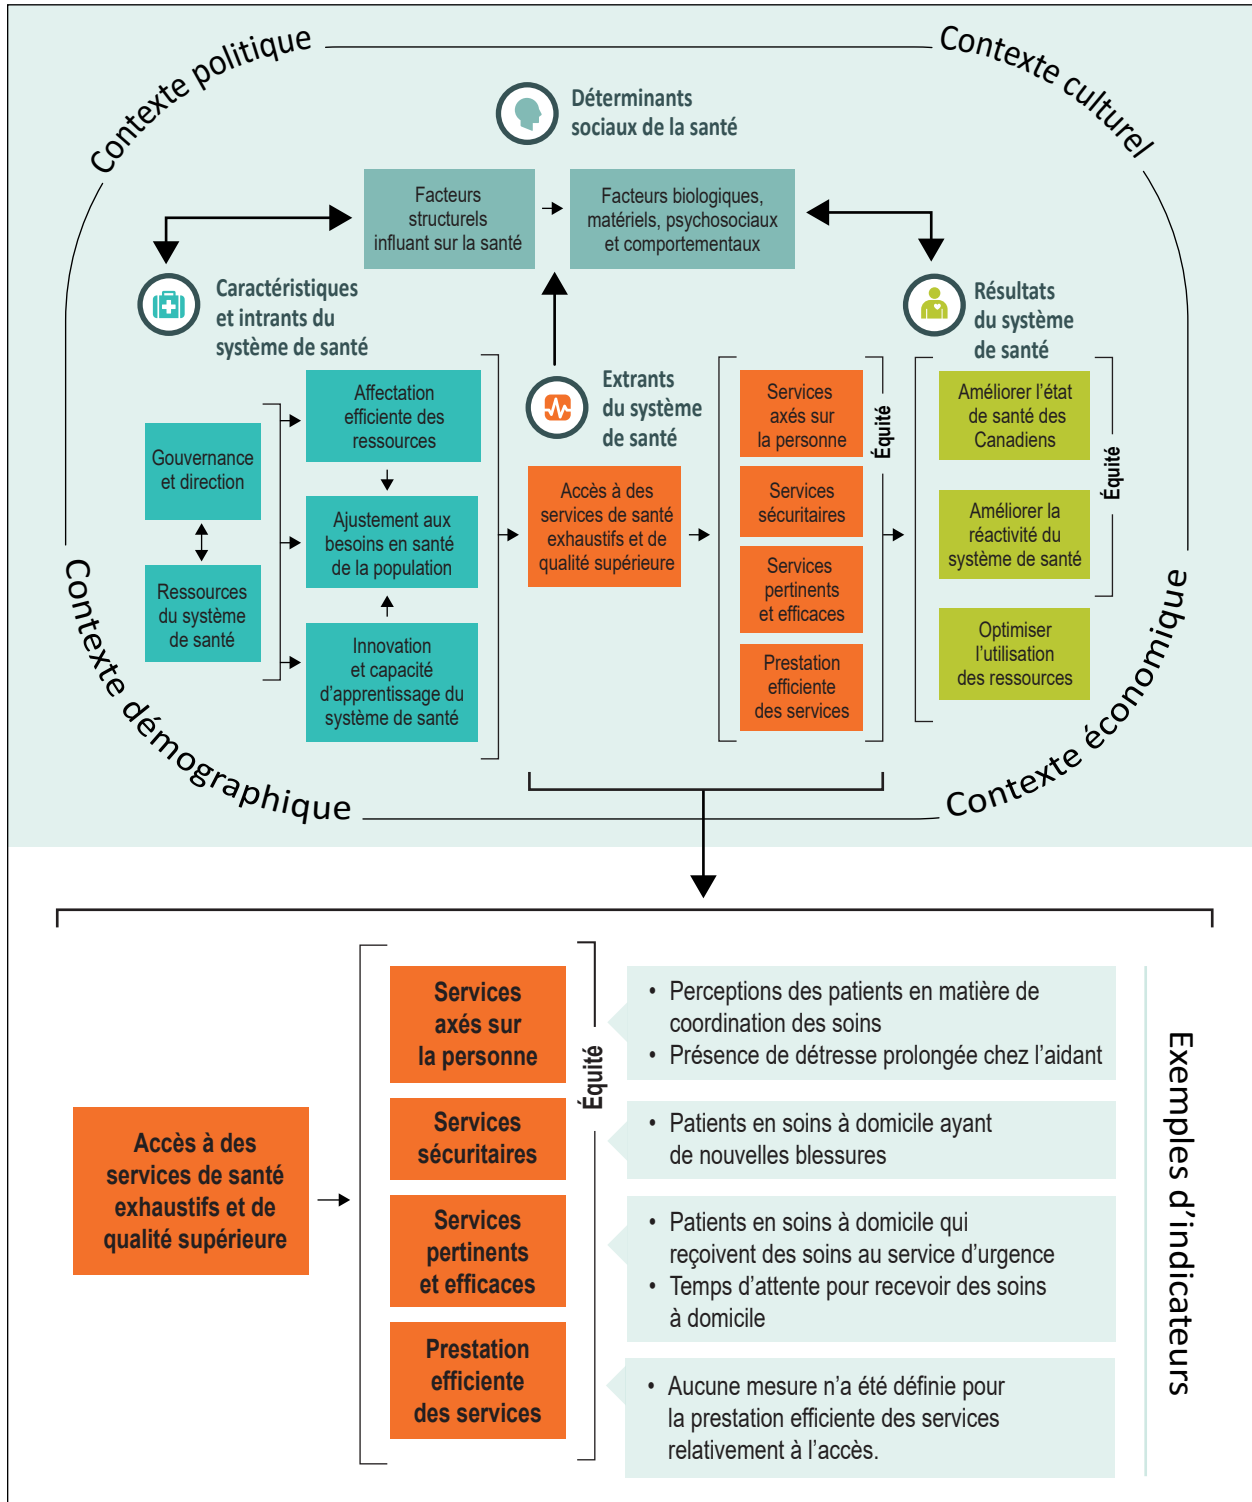 Contexte politique
Contexte culturel
Déterminants
sociaux de la santé
Facteurs
structurels
influant sur la santé
Facteurs biologiques,
matériels, psychosociaux
et comportementaux
Caractéristiques
et intrants du
système de santé
Gouvernance
et direction
Ressources
du système
de santé
Affectation
efficiente des
ressources
Ajustement aux
besoins en santé
de la population
Innovation
et capacité
d'apprentissage du
système de santé
Extrants
du système
de santé
Accès à des
services de santé
exhaustifs et de
qualité supérieure
Services
axés sur
la personne
Services
sécuritaires
Services
pertinents
et efficaces
Prestation
efficiente
des services
Équité
Résultats
du système
de santé
Améliorer l'état
de santé des
Canadiens
Améliorer la
réactivité du
système de santé
Optimiser
l'utilisation
des ressources
Équité
Contexte démographique
Contexte économique
Accès à des
services de santé
exhaustifs et de
qualité supérieure
Services
axés sur
la personne
Services
sécuritaires
Services
pertinents
et efficaces
Prestation
efficiente
des services
Équité
• Perceptions des patients en matière de
coordination des soins
• Présence de détresse prolongée chez l'aidant
• Patients en soins à domicile ayant
de nouvelles blessures
• Patients en soins à domicile qui
reçoivent des soins au service d'urgence
• Temps d'attente pour recevoir des soins
à domicile
• Aucune mesure n'a été définie pour
la prestation efficiente des services
relativement à l'accès.
Exemples d'indicateurs